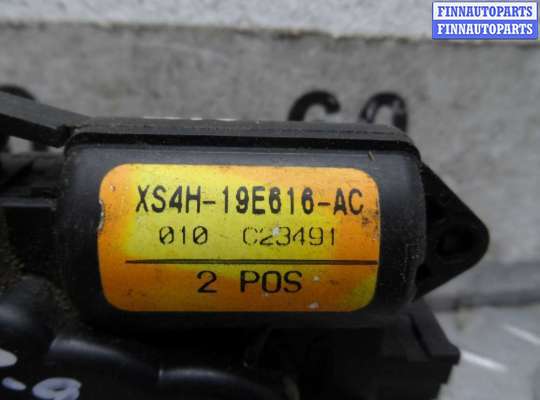 FINNAUTOPARTS
FINNAUTOPARTS
XS4H-19E616-AC
010 C23491
2 POS